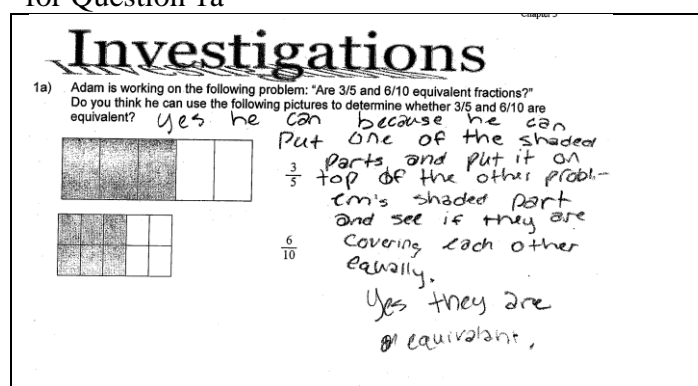 for Question 1a
Chapter 3
Investigations
1a) Adam is working on the following problem: "Are 3/5 and 6/10 equivalent fractions?"
Do you think he can use the following pictures to determine whether 3/5 and 6/10 are
equivalent? yes he can because he can
Put one of the shaded
3/5 parts, and put it on
top of the other probl-
em's shaded part
and see if they are
6/10 covering each other
equally.
Yes they are
equivalant.